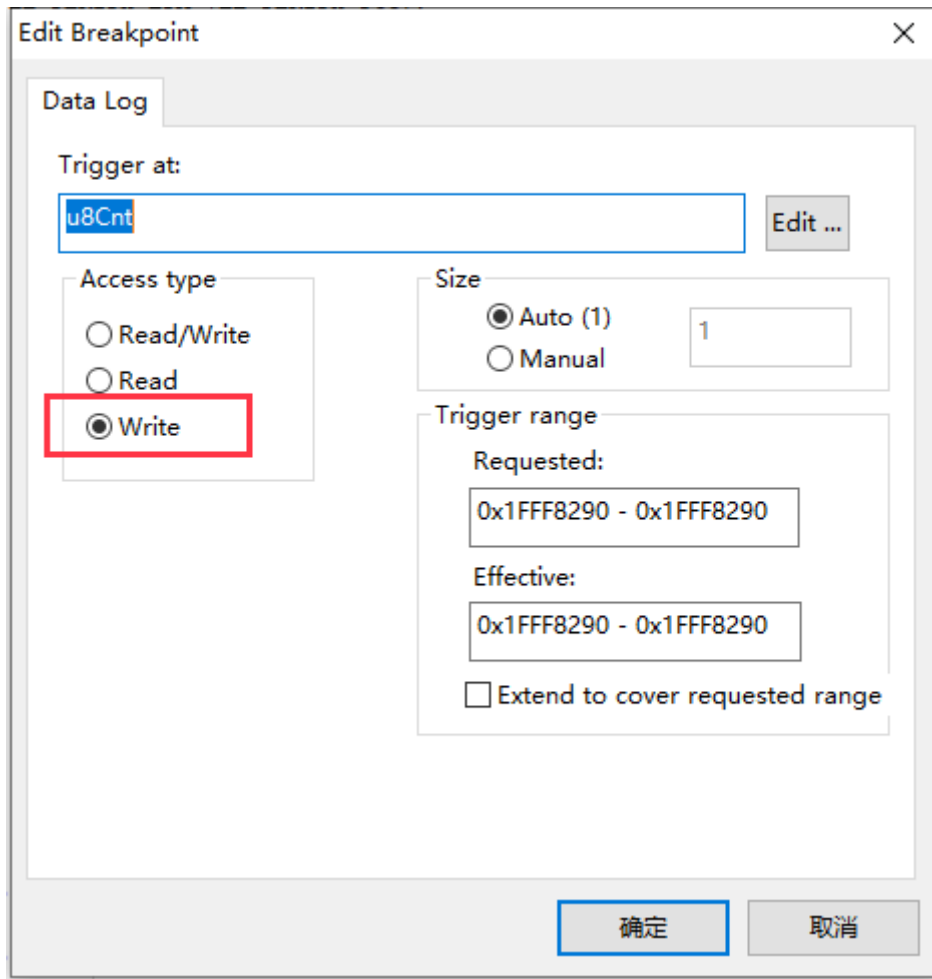 Edit Breakpoint
Data Log
Trigger at:
u8Cnt
Edit ...
Access type
Read/Write
Read
Write
Size
Auto (1)
1
Manual
Trigger range
Requested:
0x1FFF8290 - 0x1FFF8290
Effective:
0x1FFF8290 - 0x1FFF8290
Extend to cover requested range
确定
取消